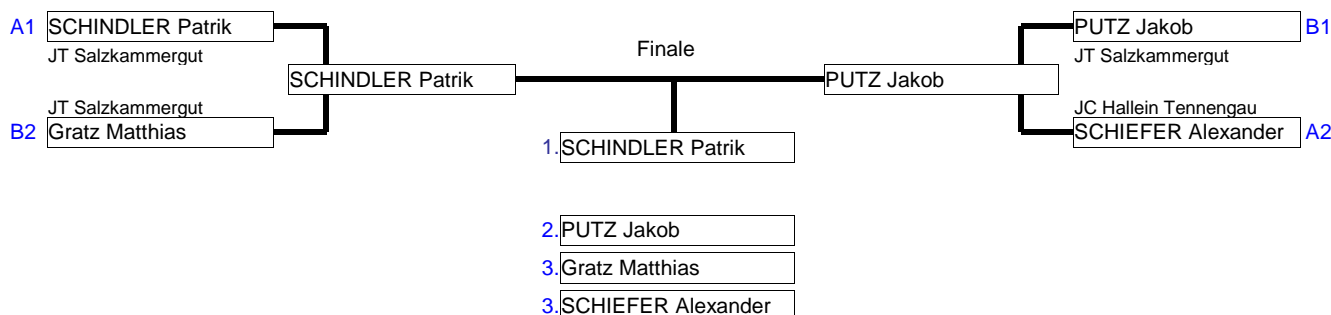 A1 SCHINDLER Patrik
JT Salzkammergut
SCHINDLER Patrik
JT Salzkammergut
B2 Gratz Matthias
Finale
PUTZ Jakob B1
JT Salzkammergut
PUTZ Jakob
JC Hallein Tennengau
SCHIEFER Alexander A2
1. SCHINDLER Patrik
2. PUTZ Jakob
3. Gratz Matthias
3. SCHIEFER Alexander